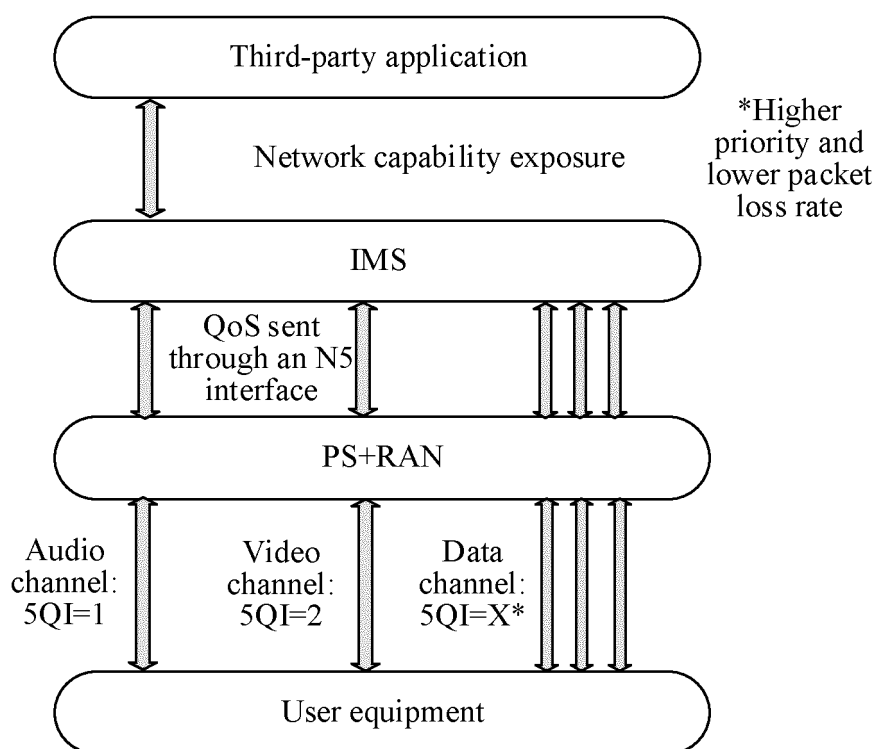 Third-party application
*Higher
priority and
lower packet
loss rate
Network capability exposure
IMS
QoS sent
through an N5
interface
PS+RAN
Audio
channel:
5QI=1
Video
channel:
5QI=2
Data
channel:
5QI=X*
User equipment